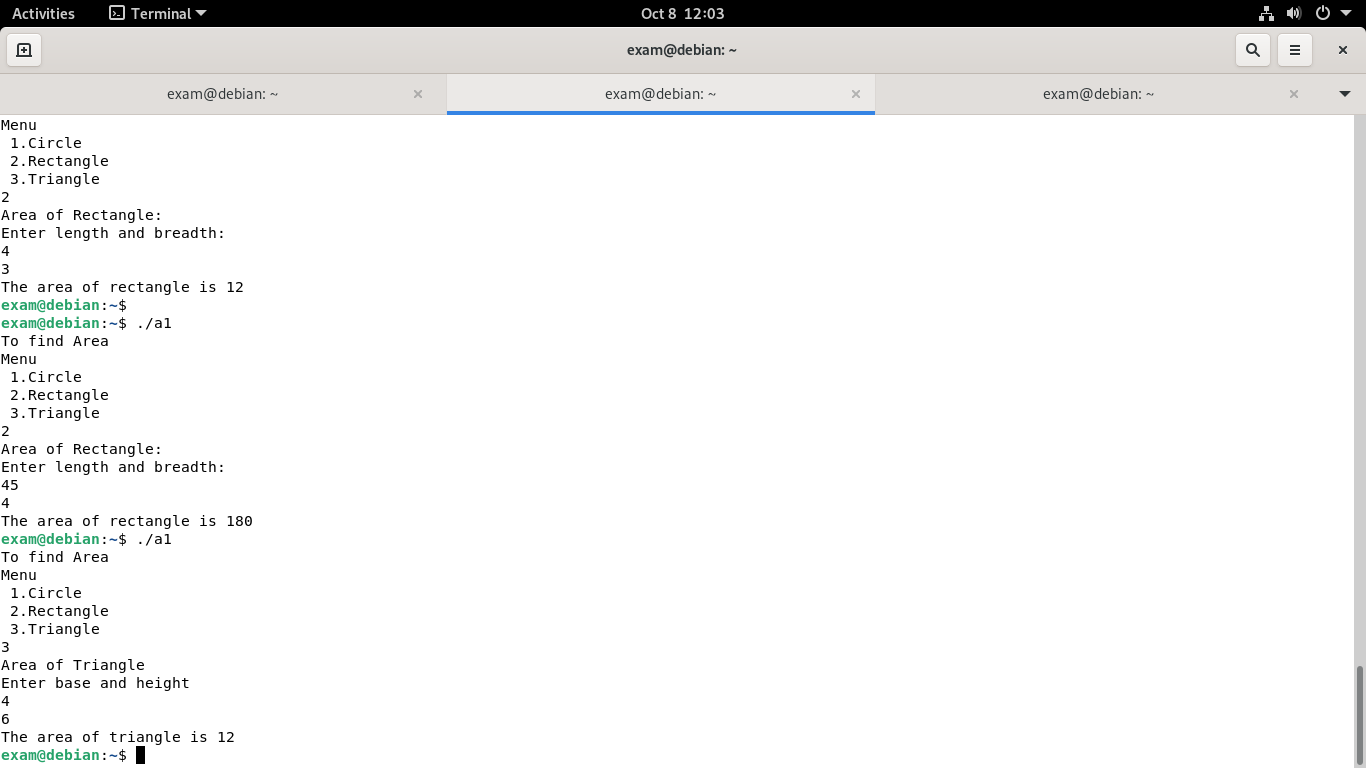 Activities Terminal Oct 8 12:03
exam@debian: ~
exam@debian: ~ exam@debian: ~ exam@debian: ~
Menu
 1.Circle
 2.Rectangle
 3.Triangle
2
Area of Rectangle:
Enter length and breadth:
4
3
The area of rectangle is 12
exam@debian:~$
exam@debian:~$ ./a1
To find Area
Menu
 1.Circle
 2.Rectangle
 3.Triangle
2
Area of Rectangle:
Enter length and breadth:
45
4
The area of rectangle is 180
exam@debian:~$ ./a1
To find Area
Menu
 1.Circle
 2.Rectangle
 3.Triangle
3
Area of Triangle
Enter base and height
4
6
The area of triangle is 12
exam@debian:~$